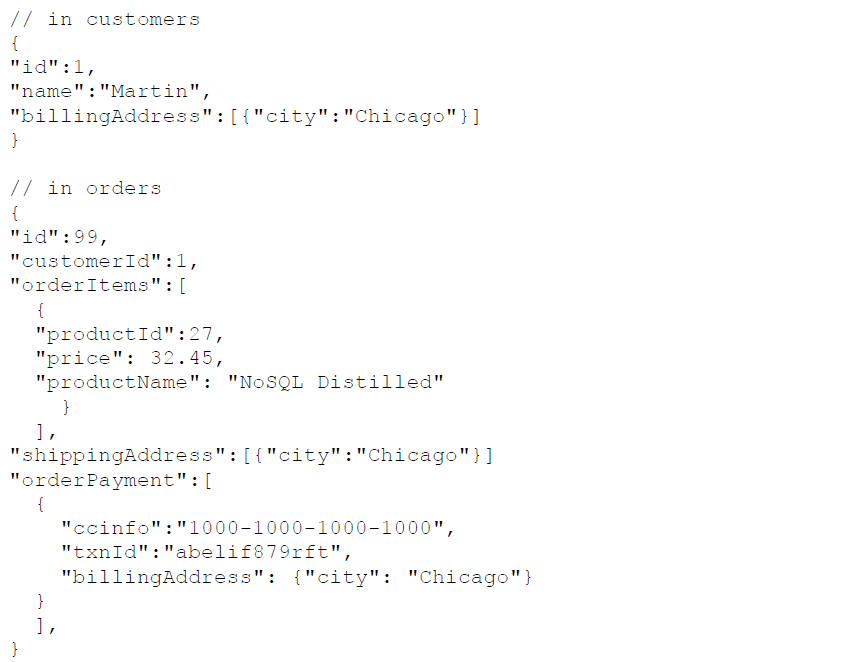 // in customers
{
"id":1,
"name":"Martin",
"billingAddress":[{"city":"Chicago"}]
}
// in orders
{
"id":99,
"customerId":1,
"orderItems":[
{
"productId":27,
"price": 32.45,
"productName": "NoSQL Distilled"
}
],
"shippingAddress":[{"city":"Chicago"}]
"orderPayment":[
{
"ccinfo":"1000-1000-1000-1000",
"txnId":"abelif879rft",
"billingAddress": {"city": "Chicago"}
}
],
}